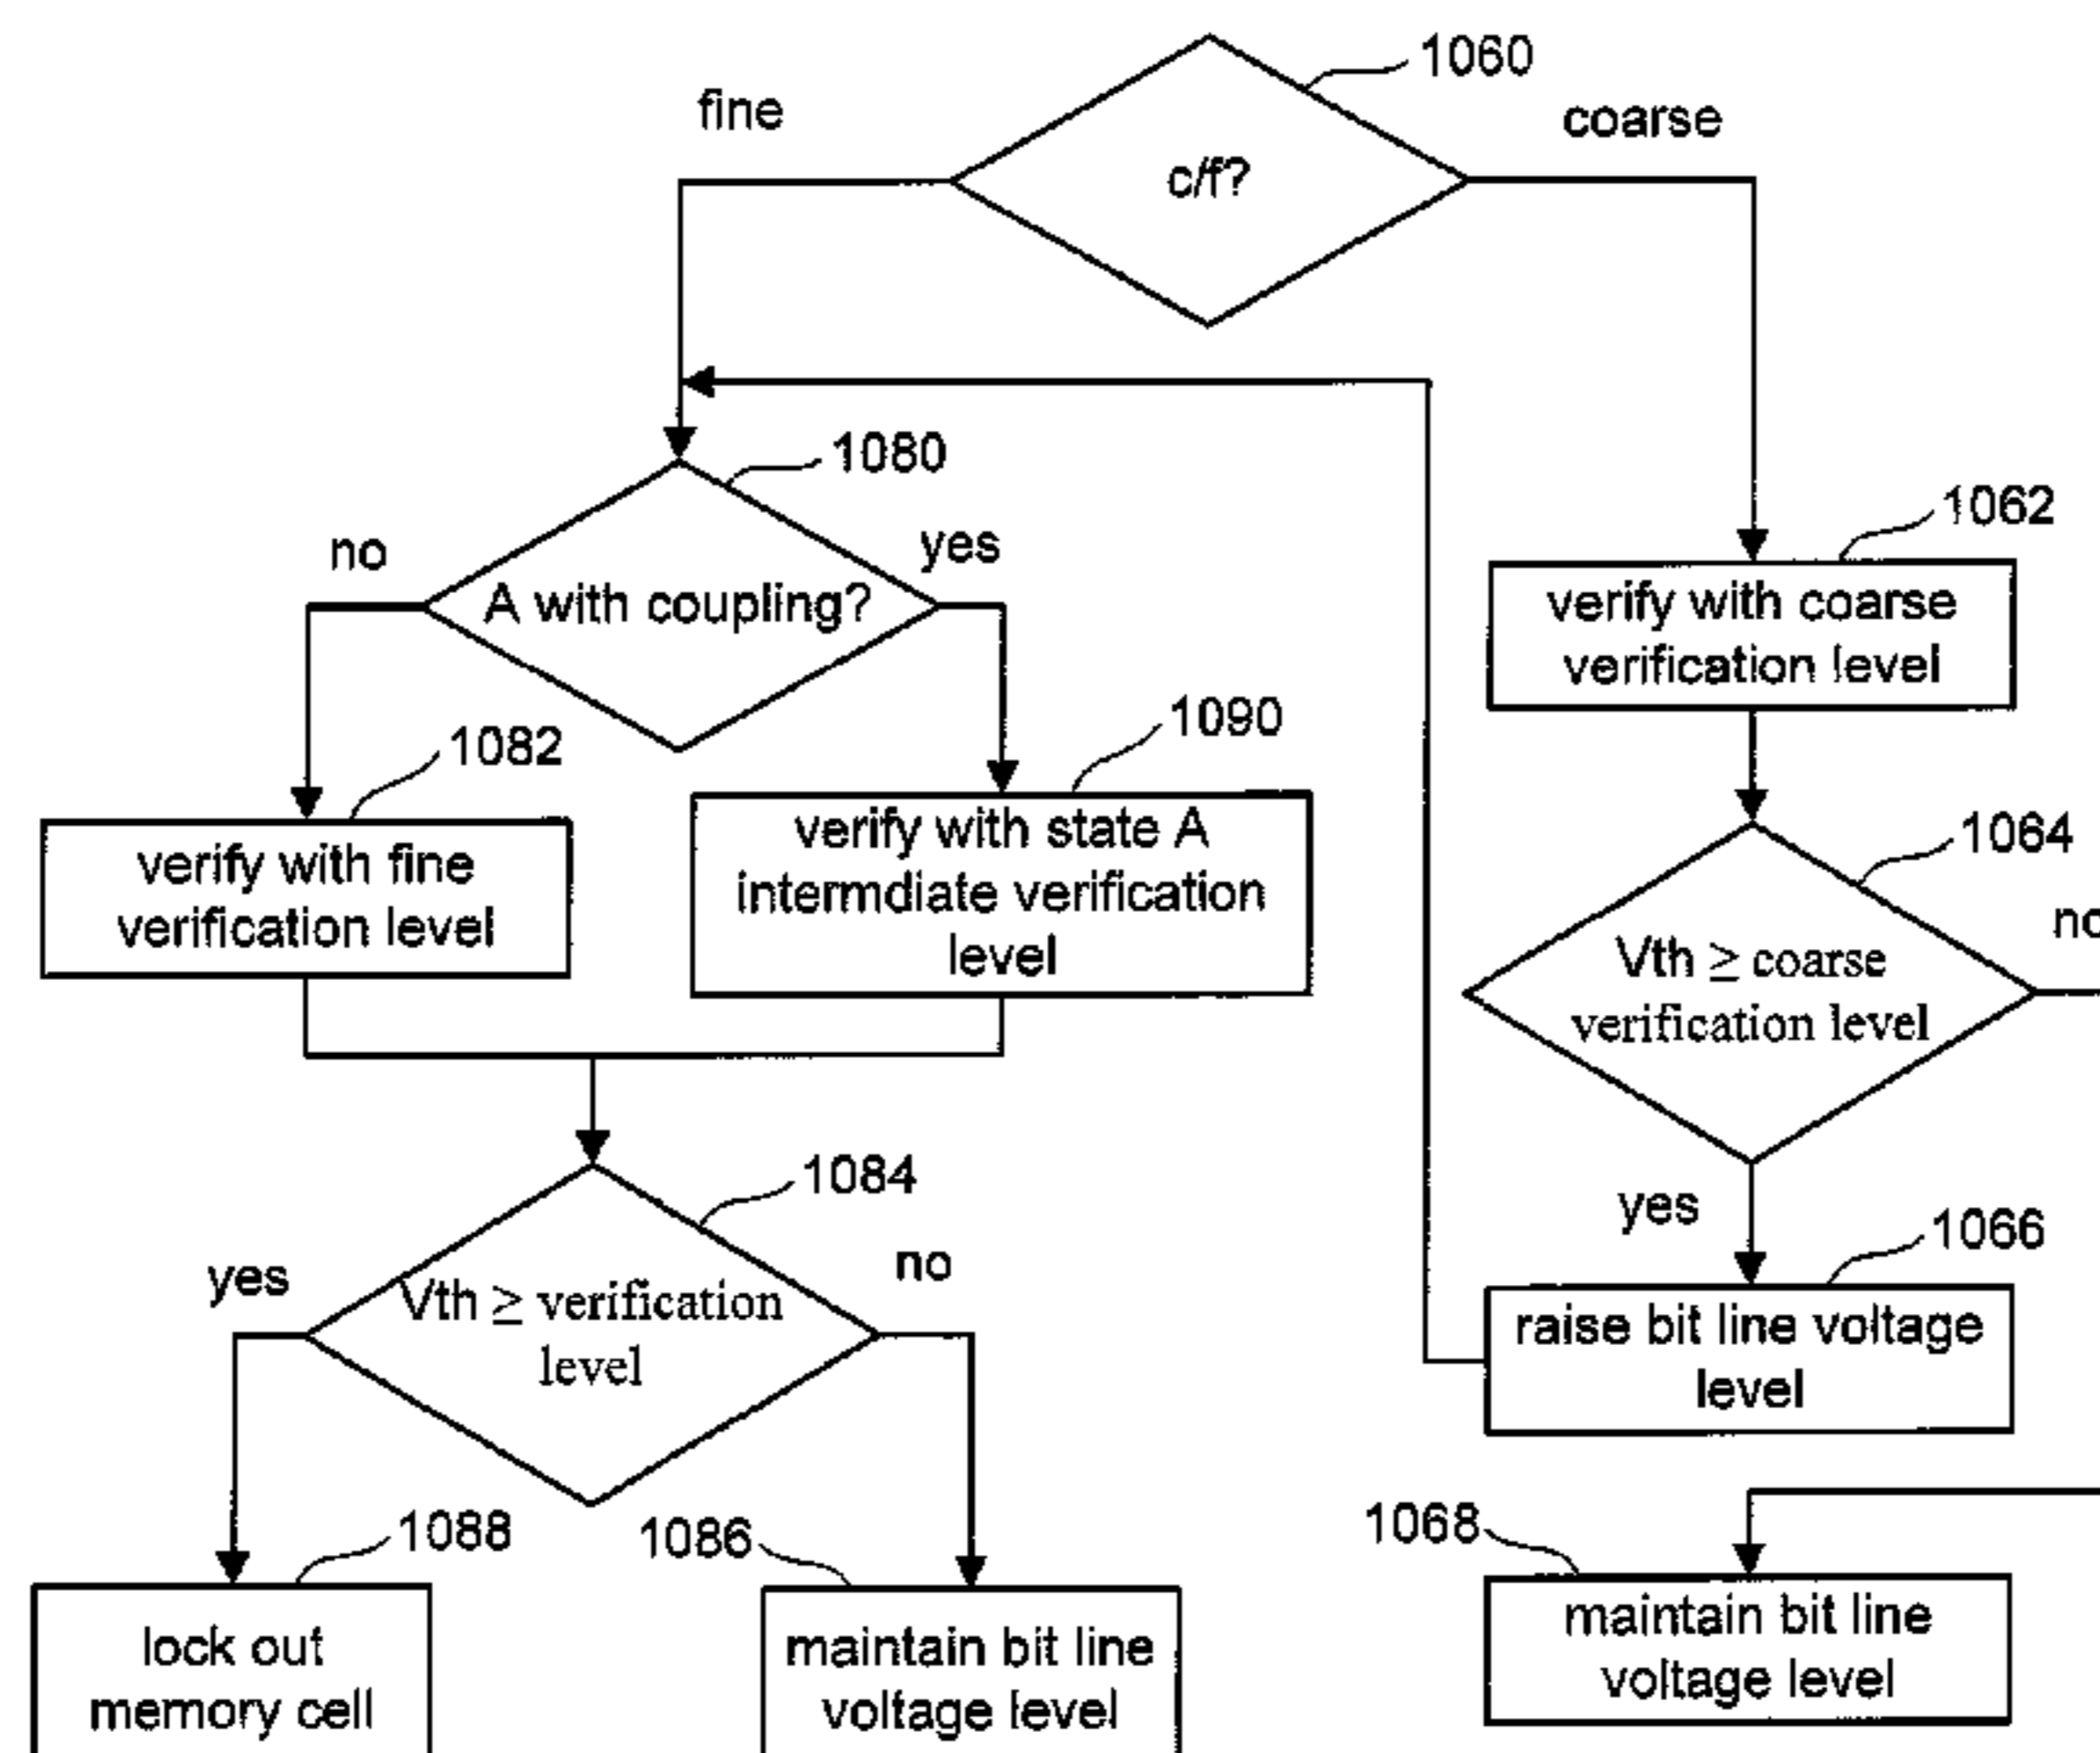 1060
fine
coarse
c/f?
1080
no
yes
A with coupling?
1062
verify with coarse
verification level
1082
1090
verify with fine
verification level
verify with state A
intermdiate verification
level
1064
no
Vth ≥ coarse
verification level
1084
yes
1066
yes
no
Vth ≥ verification
level
raise bit line voltage
level
1088
1086
1068
lock out
memory cell
maintain bit line
voltage level
maintain bit line
voltage level